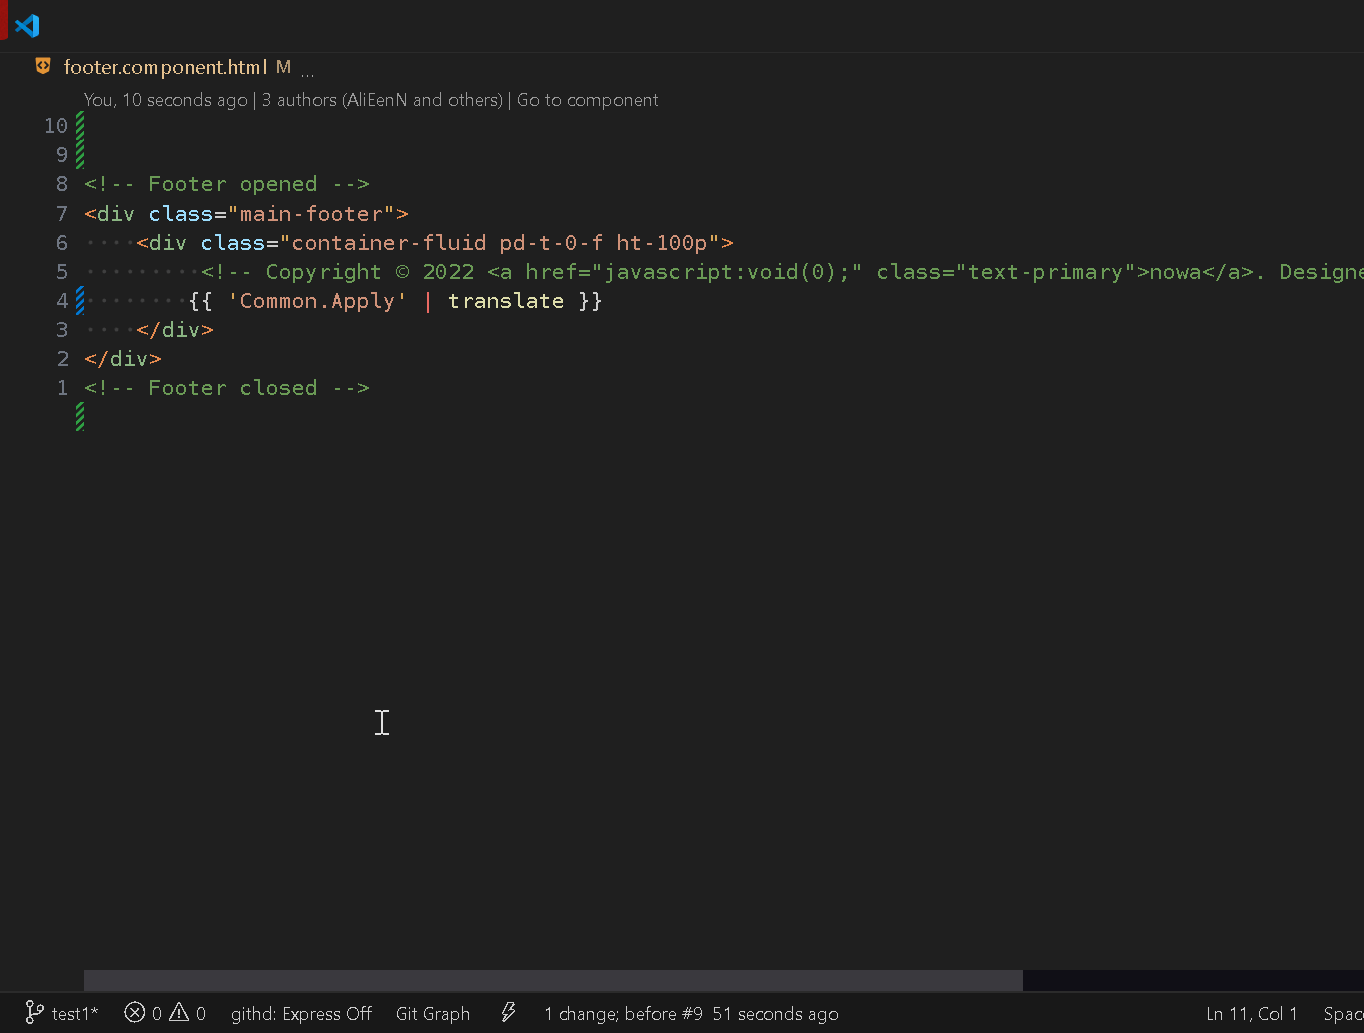 footer.component.html M ...
You, 10 seconds ago | 3 authors (AliEenN and others) | Go to component
10
9
8 <!-- Footer opened -->
7 <div class="main-footer">
6 ····<div class="container-fluid pd-t-0-f ht-100p">
5 ·········<!-- Copyright © 2022 <a href="javascript:void(0);" class="text-primary">nowa</a>. Designe
4 ········{{ 'Common.Apply' | translate }}
3 ····</div>
2 </div>
1 <!-- Footer closed -->
test1* 0 0 githd: Express Off Git Graph 1 change; before #9 51 seconds ago Ln 11, Col 1 Spac